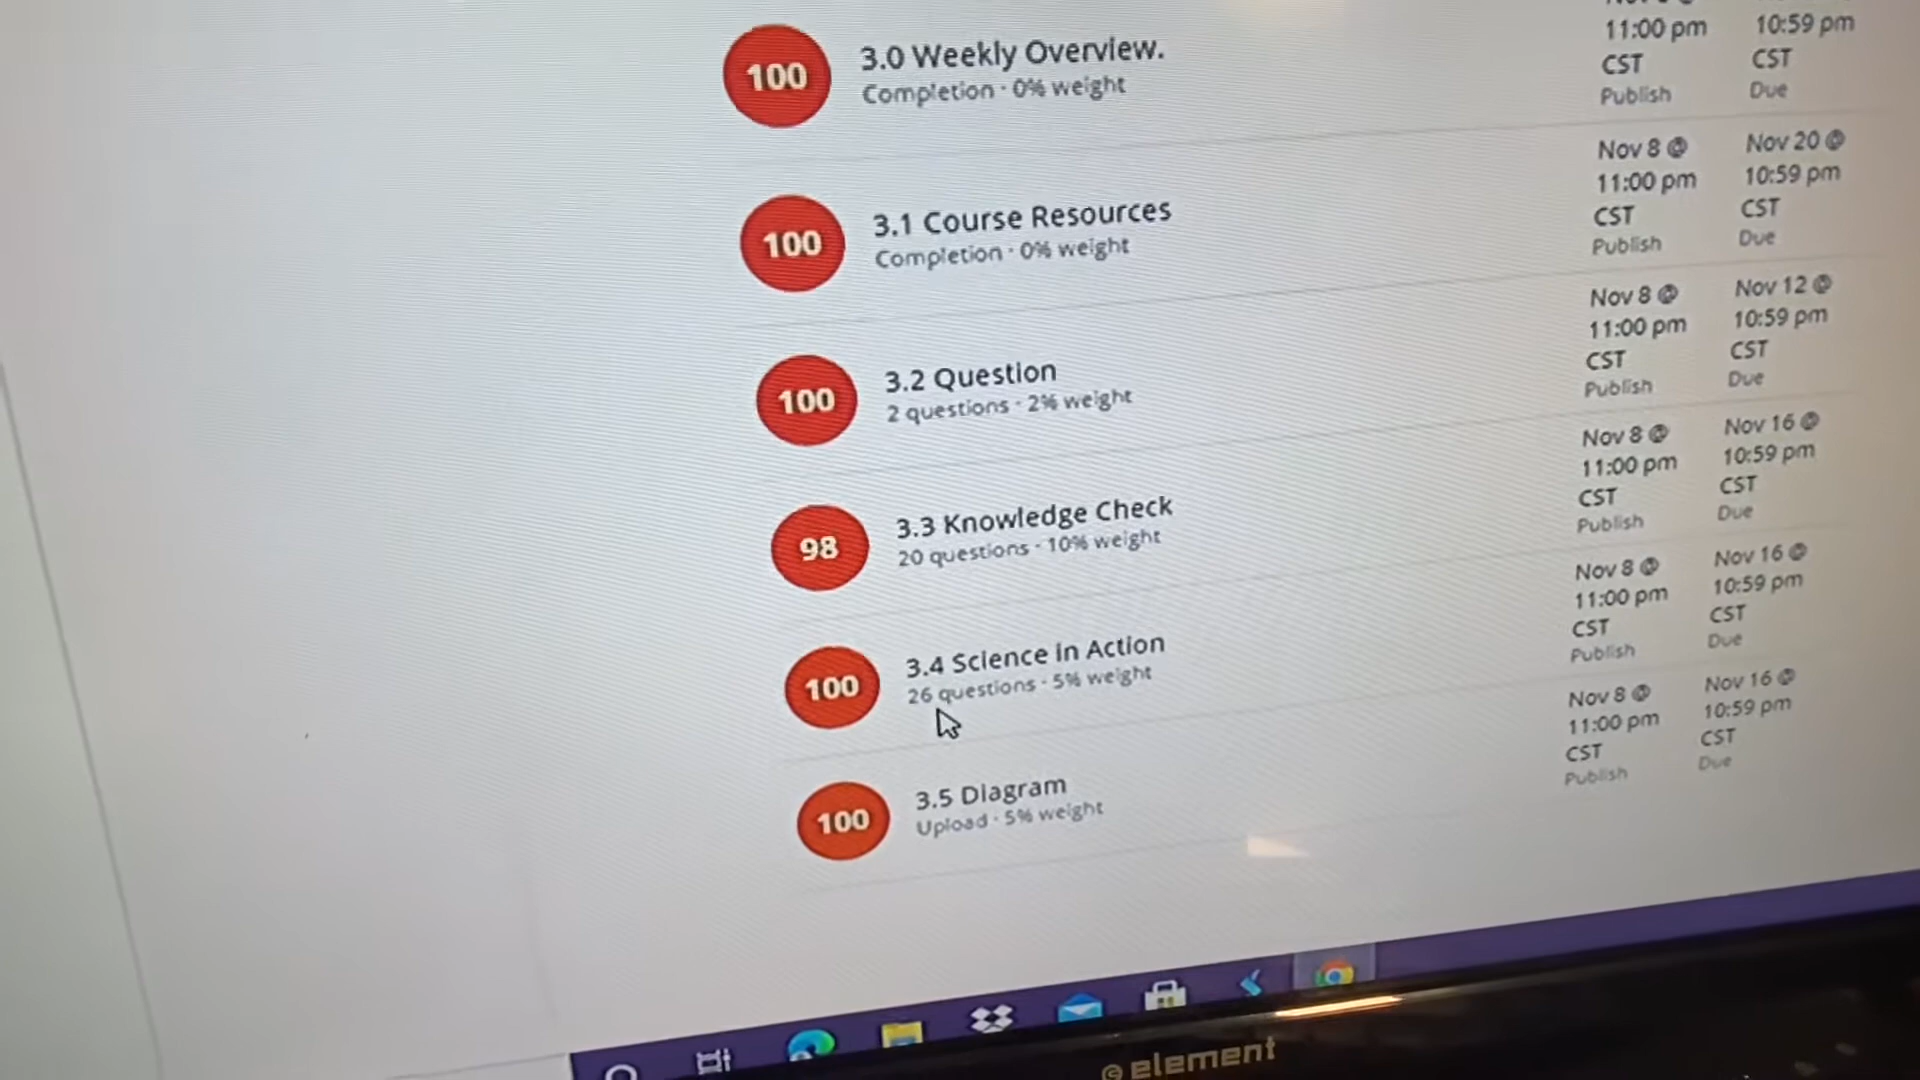 100
3.0 Weekly Overview.
Completion · 0% weight
11:00 pm
CST
Publish
10:59 pm
CST
Due
100
3.1 Course Resources
Completion · 0% weight
Nov 8 @
11:00 pm
CST
Publish
Nov 20 @
10:59 pm
CST
Due
100
3.2 Question
2 questions · 2% weight
Nov 8 @
11:00 pm
CST
Publish
Nov 12 @
10:59 pm
CST
Due
98
3.3 Knowledge Check
20 questions · 10% weight
Nov 8 @
11:00 pm
CST
Publish
Nov 16 @
10:59 pm
CST
Due
100
3.4 Science in Action
26 questions · 5% weight
Nov 8 @
11:00 pm
CST
Publish
Nov 16 @
10:59 pm
CST
Due
100
3.5 Diagram
Upload · 5% weight
Nov 8 @
11:00 pm
CST
Publish
Nov 16 @
10:59 pm
CST
Due
element